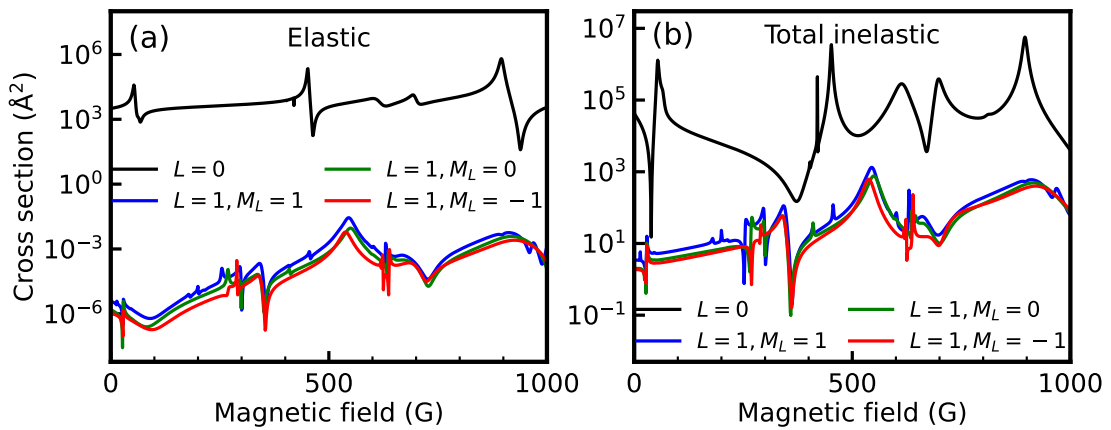 (a) Elastic
10^6
10^3
10^0
10^−3
10^−6
Cross section (Å^2)
L = 0
L = 1, M_L = 0
L = 1, M_L = 1
L = 1, M_L = −1
0 500 1000
Magnetic field (G)
(b) Total inelastic
10^7
10^5
10^3
10^1
10^−1
L = 0
L = 1, M_L = 0
L = 1, M_L = 1
L = 1, M_L = −1
0 500 1000
Magnetic field (G)